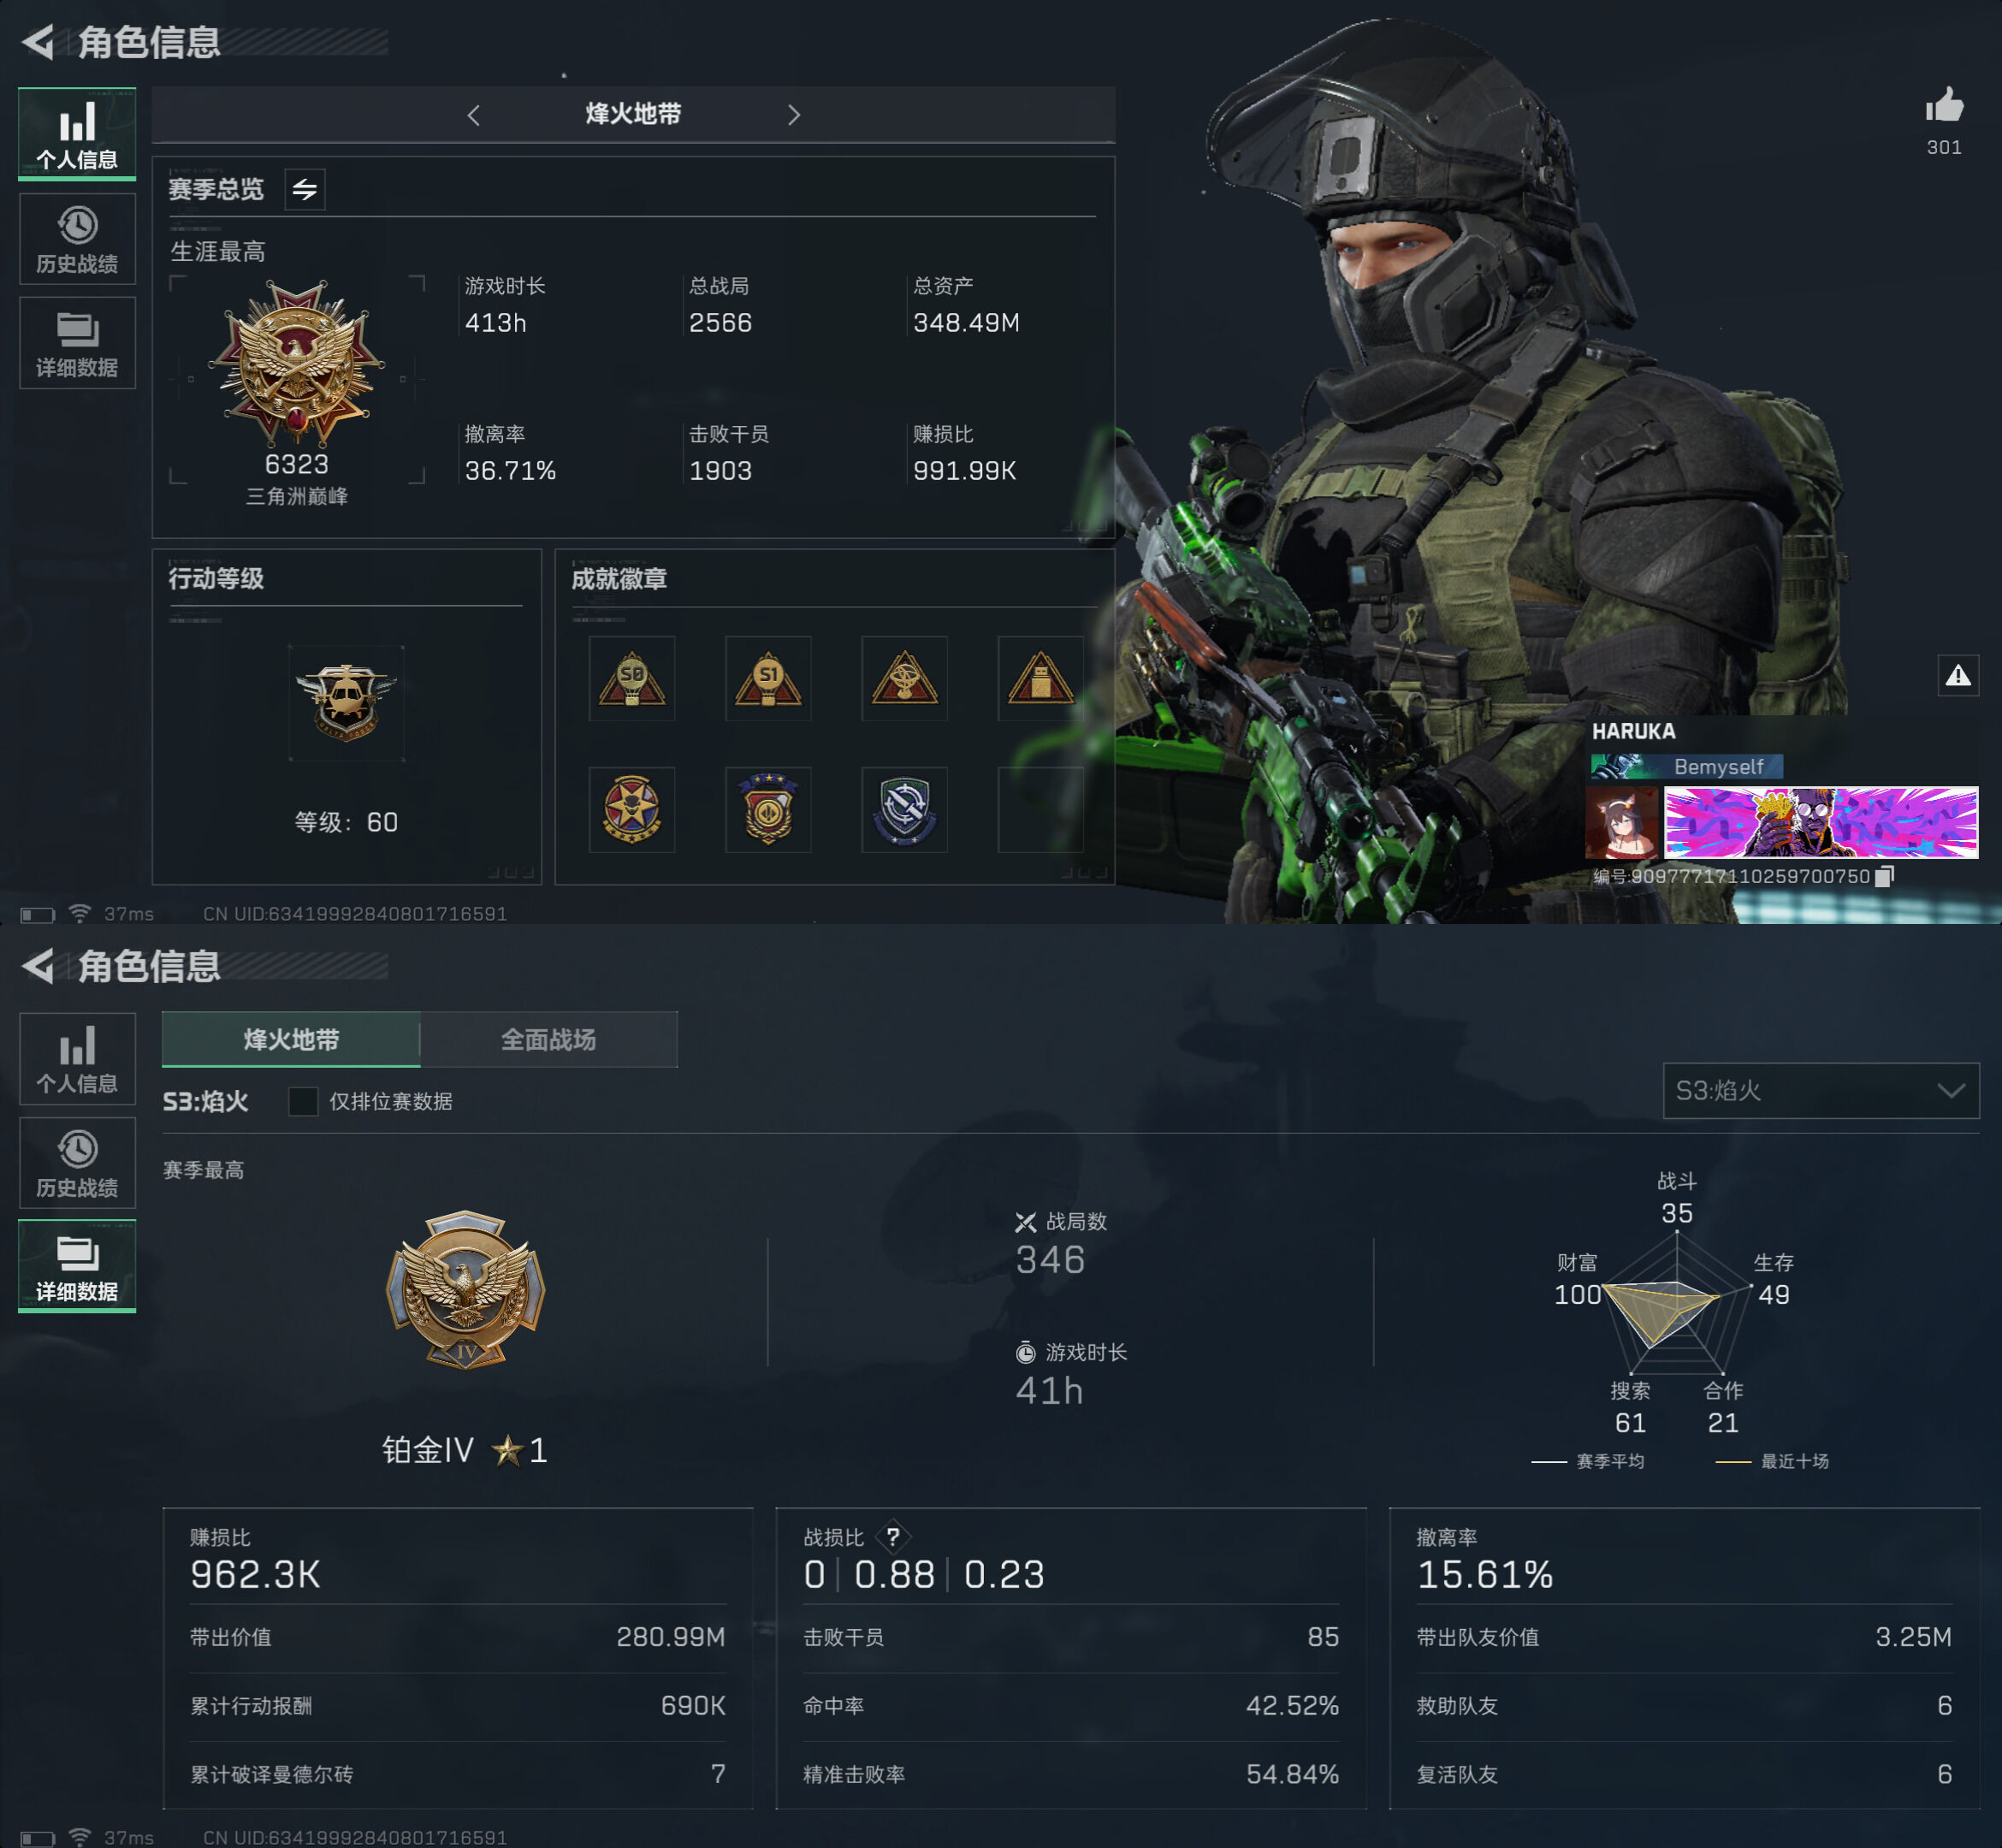 角色信息
个人信息
历史战绩
详细数据
烽火地带
301
赛季总览
生涯最高
6323
三角洲巅峰
游戏时长
413h
总战局
2566
总资产
348.49M
撤离率
36.71%
击败干员
1903
赚损比
991.99K
行动等级
等级：60
成就徽章
S0
S1
HARUKA
Bemyself
编号:909777171102597​00750
37ms
CN UID:634199928408017​16591
角色信息
个人信息
历史战绩
详细数据
烽火地带
全面战场
S3:焰火
仅排位赛数据
S3:焰火
赛季最高
IV
铂金IV
1
战局数
346
游戏时长
41h
战斗
35
财富
100
生存
49
搜索
61
合作
21
赛季平均
最近十场
赚损比
962.3K
带出价值 280.99M
累计行动报酬 690K
累计破译曼德尔砖 7
战损比 ?
0 | 0.88 | 0.23
击败干员 85
命中率 42.52%
精准击败率 54.84%
撤离率
15.61%
带出队友价值 3.25M
救助队友 6
复活队友 6
37ms
CN UID:634199928408017​16591